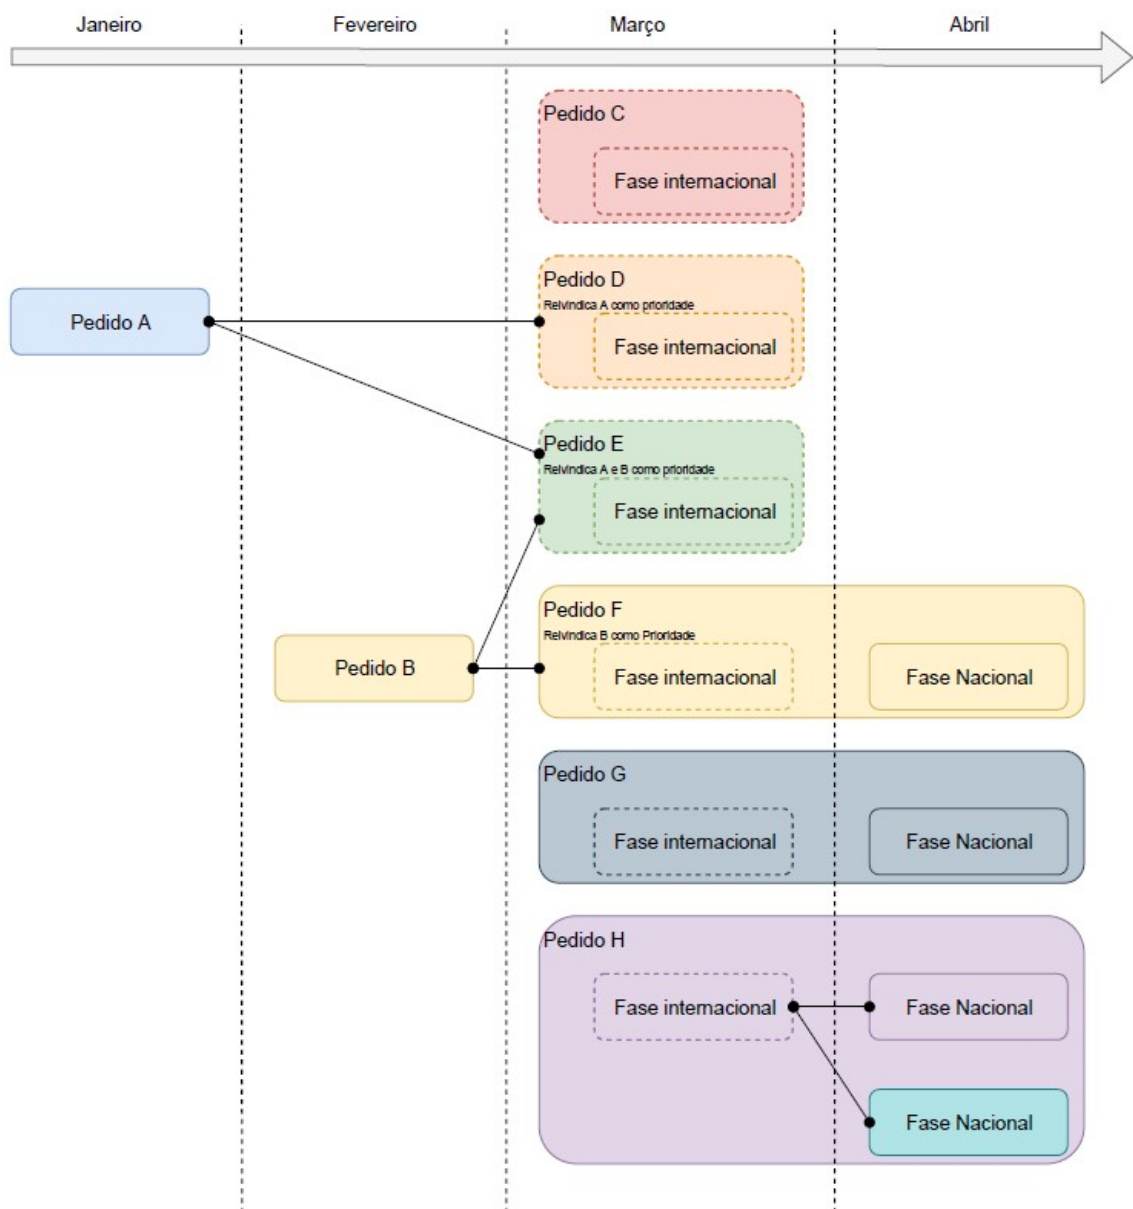 Janeiro
Fevereiro
Março
Abril
Pedido C
Fase internacional
Pedido D
Reivindica A como prioridade
Fase internacional
Pedido A
Pedido E
Reivindica A e B como prioridade
Fase internacional
Pedido F
Reivindica B como Prioridade
Pedido B
Fase internacional
Fase Nacional
Pedido G
Fase internacional
Fase Nacional
Pedido H
Fase internacional
Fase Nacional
Fase Nacional